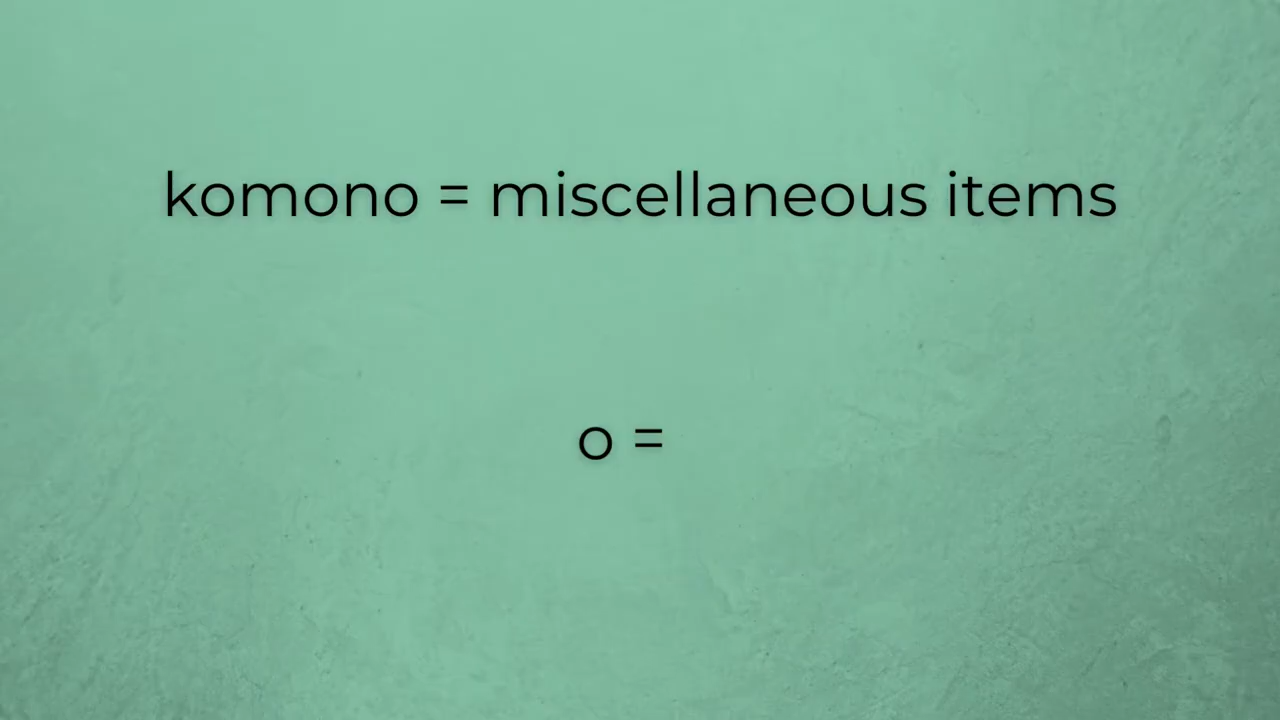 komono = miscellaneous items
o =